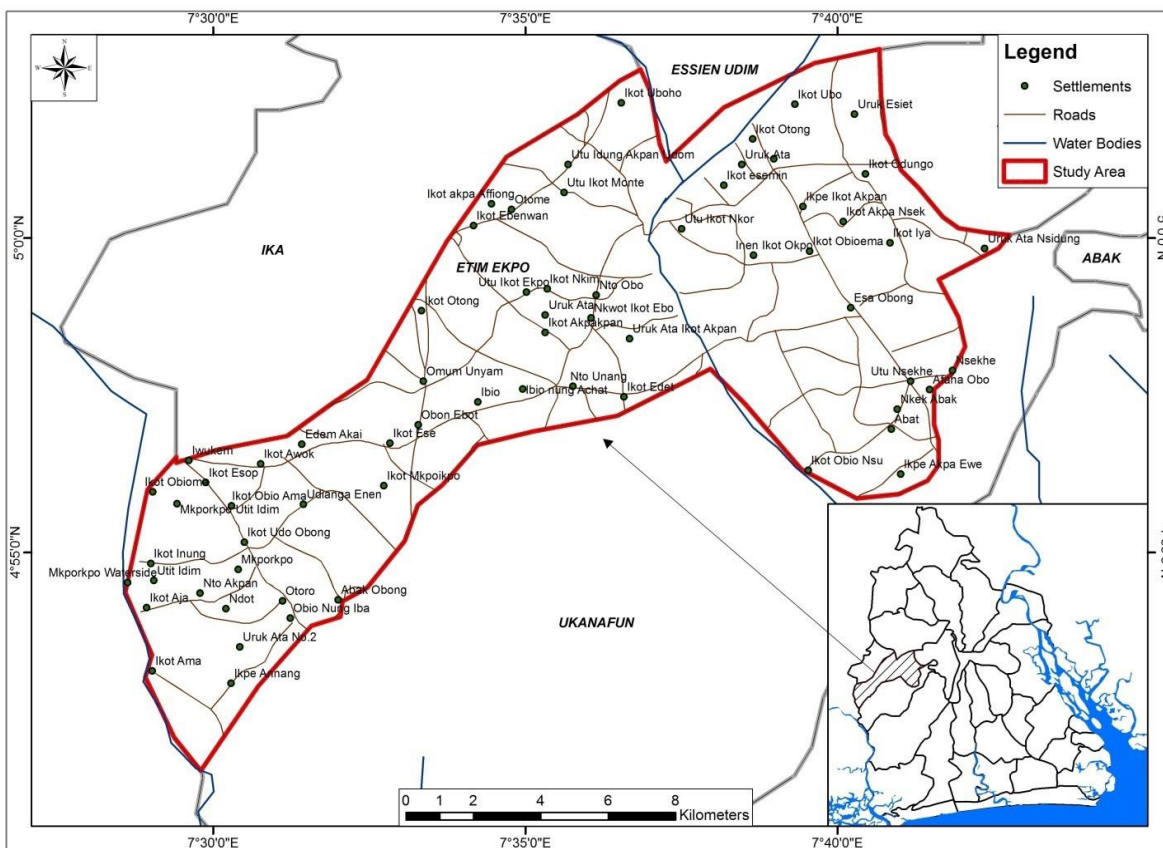 7°30'0"E
7°35'0"E
7°40'0"E
N
W
E
S
ESSIEN UDIM
Legend
Settlements
Roads
Water Bodies
Study Area
Ikot Uboho
Ikot Ubo
Uruk Esiet
Ikot Otong
Utu Idung Akpan Udom
Uruk Ata
Ikot esemin
Ikot Odungo
Utu Ikot Monte
Ikot akpa Affiong
Otome
Ikpe Ikot Akpan
Ikot Ebenwan
Ikot Akpa Nsek
Utu Ikot Nkor
Ikot Iya
5°0'0"N
5°0'0"N
IKA
Inen Ikot Okpo
Ikot Obioema
Uruk Ata Nsidung
ABAK
ETIM EKPO
Utu Ikot Ekpo
Ikot Nkim
Nto Obo
Ikot Otong
Uruk Ata
Nkwot Ikot Ebo
Esa Obong
Ikot Akpakpan
Uruk Ata Ikot Akpan
Omum Unyam
Nto Unang
Utu Nsekhe
Nsekhe
Ibio
Ibio nung Achat
Ikot Edet
Afaha Obo
Nkek Abak
Obon Ebot
Abat
Edem Akai
Ikot Ese
Iwukem
Ikot Awok
Ikot Obio Nsu
Ikpe Akpa Ewe
Ikot Esop
Ikot Obioma
Ikot Mkpoikpo
Mkporkpo Utit Idim
Ikot Obio Ama
Udianga Enen
Ikot Udo Obong
4°55'0"N
4°55'0"N
Ikot Inung
Mkporkpo
Mkporkpo Waterside
Utit Idim
Nto Akpan
Abak Obong
Ikot Aja
Ndot
Otoro
Obio Nung Iba
UKANAFUN
Uruk Ata No.2
Ikot Ama
Ikpe Annang
0 1 2 4 6 8
Kilometers
7°30'0"E
7°35'0"E
7°40'0"E